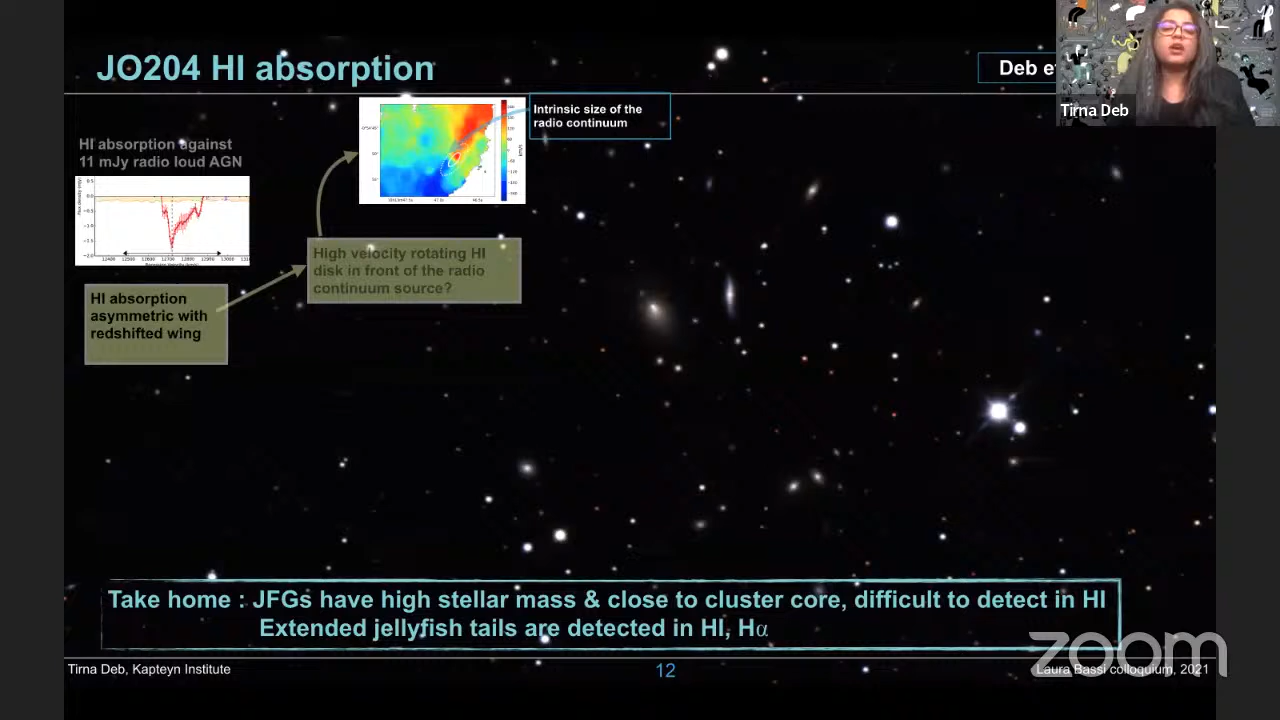 JO204 HI absorption
Deb et
Tirna Deb
Intrinsic size of the
radio continuum
HI absorption against
11 mJy radio loud AGN
High velocity rotating HI
disk in front of the radio
continuum source?
HI absorption
asymmetric with
redshifted wing
Take home : JFGs have high stellar mass & close to cluster core, difficult to detect in HI
Extended jellyfish tails are detected in HI, Hα
zoom
Tirna Deb, Kapteyn Institute
12
Laura Bassi colloquium, 2021